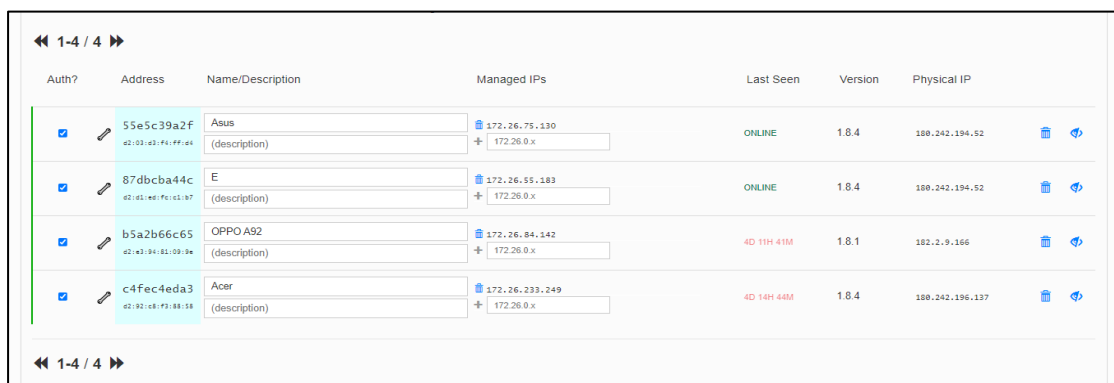 1-4 / 4
Auth? Address Name/Description Managed IPs Last Seen Version Physical IP
55e5c39a2f Asus 172.26.75.130 ONLINE 1.8.4 180.242.194.52
d2:03:d3:f4:ff:d4 (description) + 172.26.0.x
87dbcba44c E 172.26.55.183 ONLINE 1.8.4 180.242.194.52
d2:d1:ed:fc:c1:b7 (description) + 172.26.0.x
b5a2b66c65 OPPO A92 172.26.84.142 4D 11H 41M 1.8.1 182.2.9.166
d2:e3:94:81:09:9e (description) + 172.26.0.x
c4fec4eda3 Acer 172.26.233.249 4D 14H 44M 1.8.4 180.242.196.137
d2:92:c8:f3:88:58 (description) + 172.26.0.x
1-4 / 4